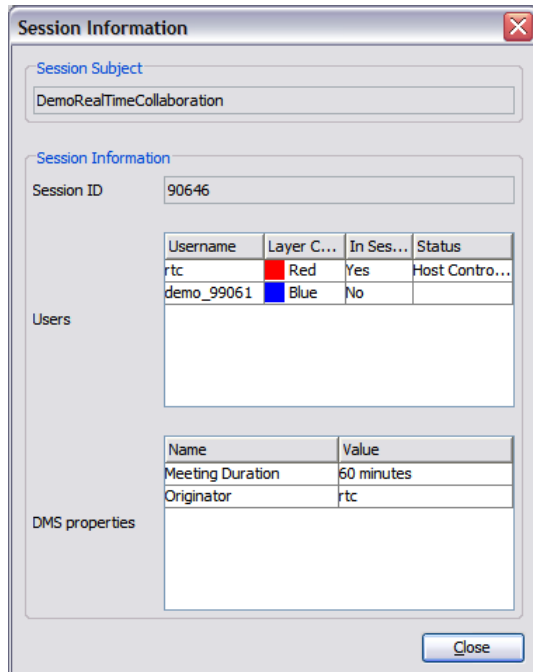 Session Information
Session Subject
DemoRealTimeCollaboration
Session Information
Session ID 90646
Username Layer C... In Ses... Status
rtc Red Yes Host Contro...
demo_99061 Blue No
Users
Name Value
Meeting Duration 60 minutes
Originator rtc
DMS properties
Close